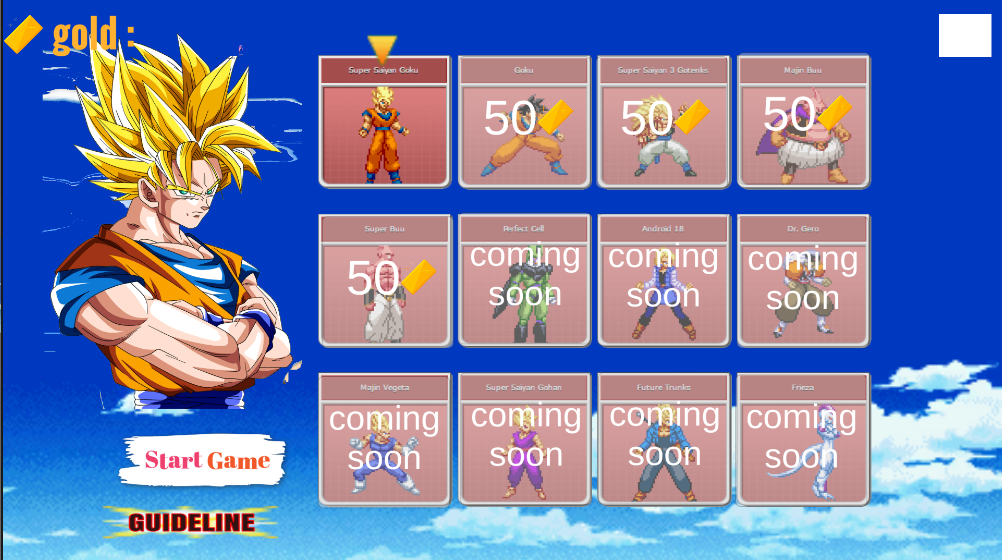 gold :
Super Saiyan Goku
Goku
Super Saiyan 3 Gotenks
Majin Buu
50
50
50
Super Buu
Perfect Cell
Android 18
Dr. Gero
50
coming
soon
coming
soon
coming
soon
Majin Vegeta
Super Saiyan Gohan
Future Trunks
Frieza
coming
soon
coming
soon
coming
soon
coming
soon
Start Game
GUIDELINE